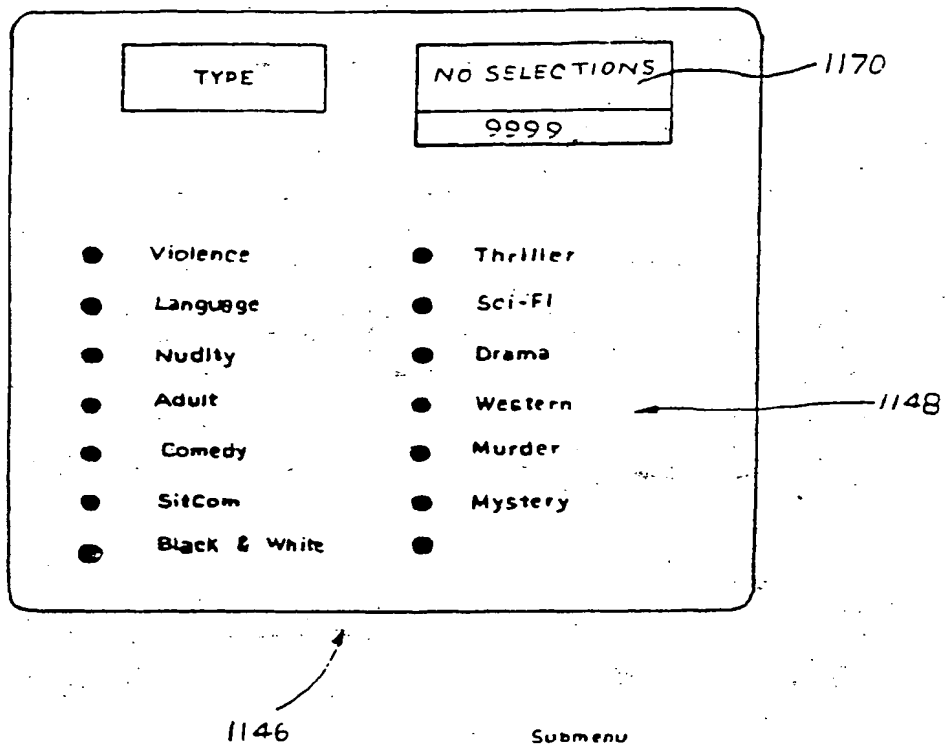 TYPE
NO SELECTIONS
1170
9999
Violence
Thriller
Language
Sci-Fi
Nudity
Drama
Adult
Western
1148
Comedy
Murder
SitCom
Mystery
Black & White
1146
Submenu